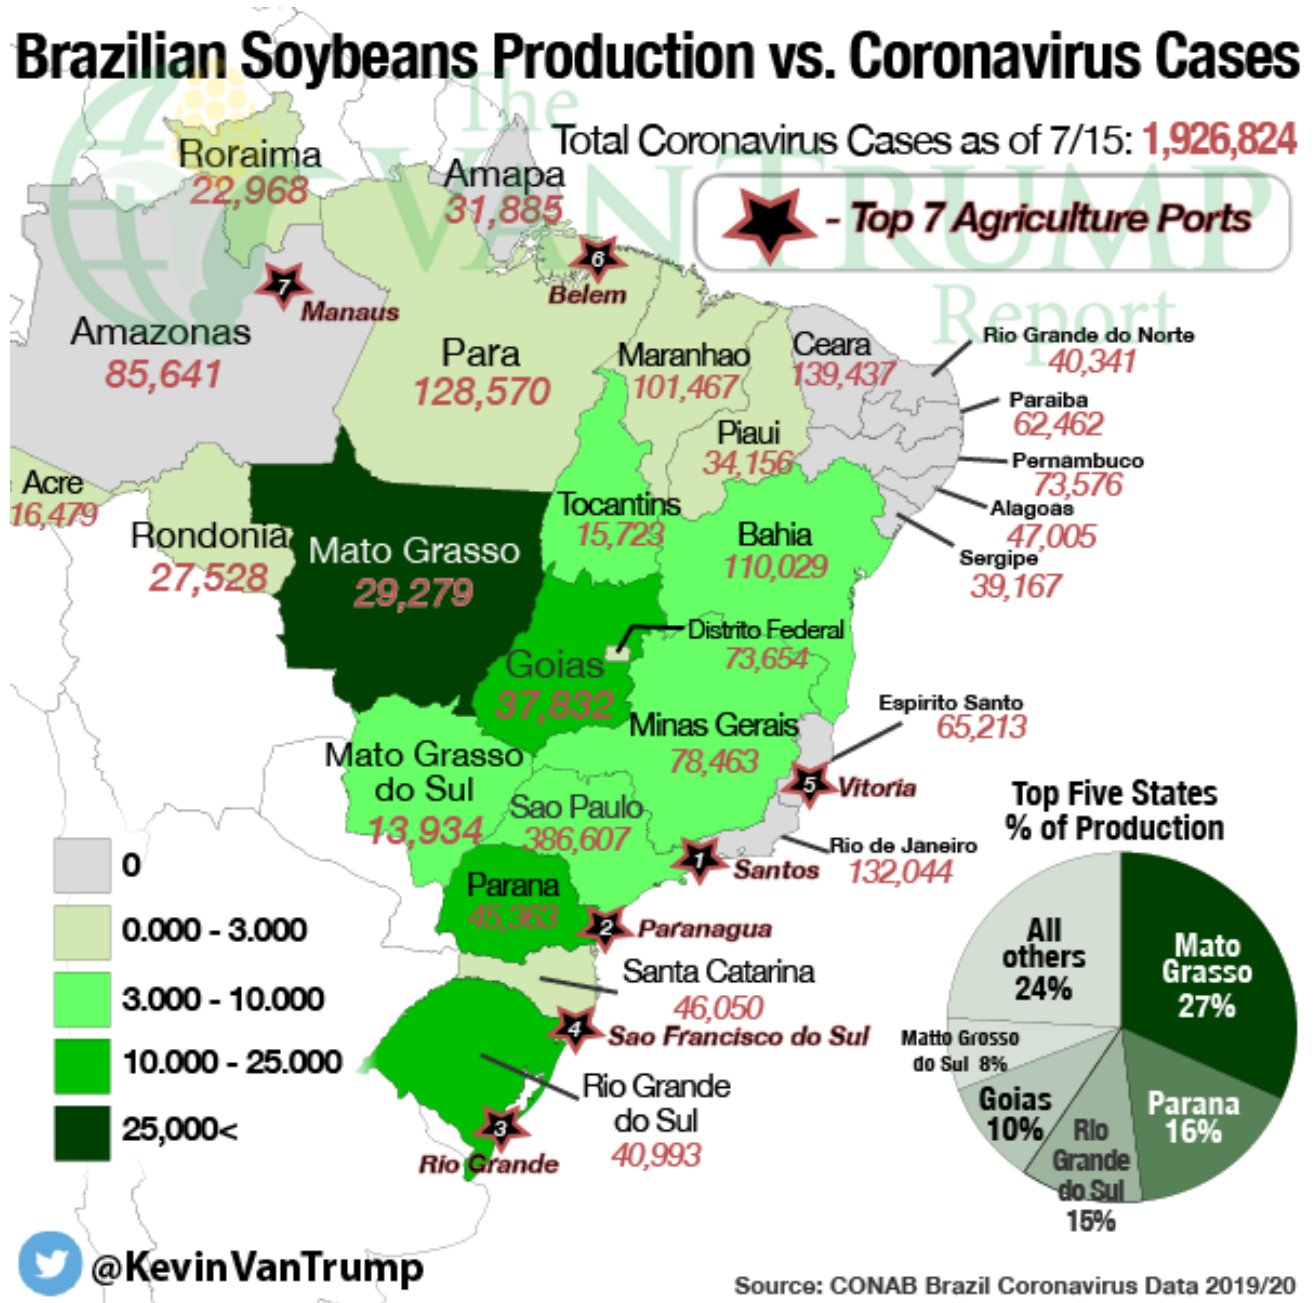 Brazilian Soybeans Production vs. Coronavirus Cases
The
VAN TRUMP
Report
Total Coronavirus Cases as of 7/15: 1,926,824
- Top 7 Agriculture Ports
Roraima
22,968
Amapa
31,885
6
Belem
7
Manaus
Amazonas
85,641
Para
128,570
Maranhao
101,467
Ceara
139,437
Rio Grande do Norte
40,341
Paraiba
62,462
Piaui
34,156
Pernambuco
73,576
Alagoas
47,005
Sergipe
39,167
Acre
16,479
Rondonia
27,528
Mato Grasso
29,279
Tocantins
15,723
Bahia
110,029
Distrito Federal
73,654
Goias
37,832
Minas Gerais
78,463
Espirito Santo
65,213
5
Vitoria
Mato Grasso
do Sul
13,934
Sao Paulo
386,607
Rio de Janeiro
132,044
1
Santos
Parana
45,363
2
Paranagua
Santa Catarina
46,050
4
Sao Francisco do Sul
Rio Grande
do Sul
40,993
3
Rio Grande
0
0.000 - 3.000
3.000 - 10.000
10.000 - 25.000
25,000<
Top Five States
% of Production
All
others
24%
Mato
Grasso
27%
Matto Grosso
do Sul 8%
Goias
10%
Rio
Grande
do Sul
15%
Parana
16%
@KevinVanTrump
Source: CONAB Brazil Coronavirus Data 2019/20